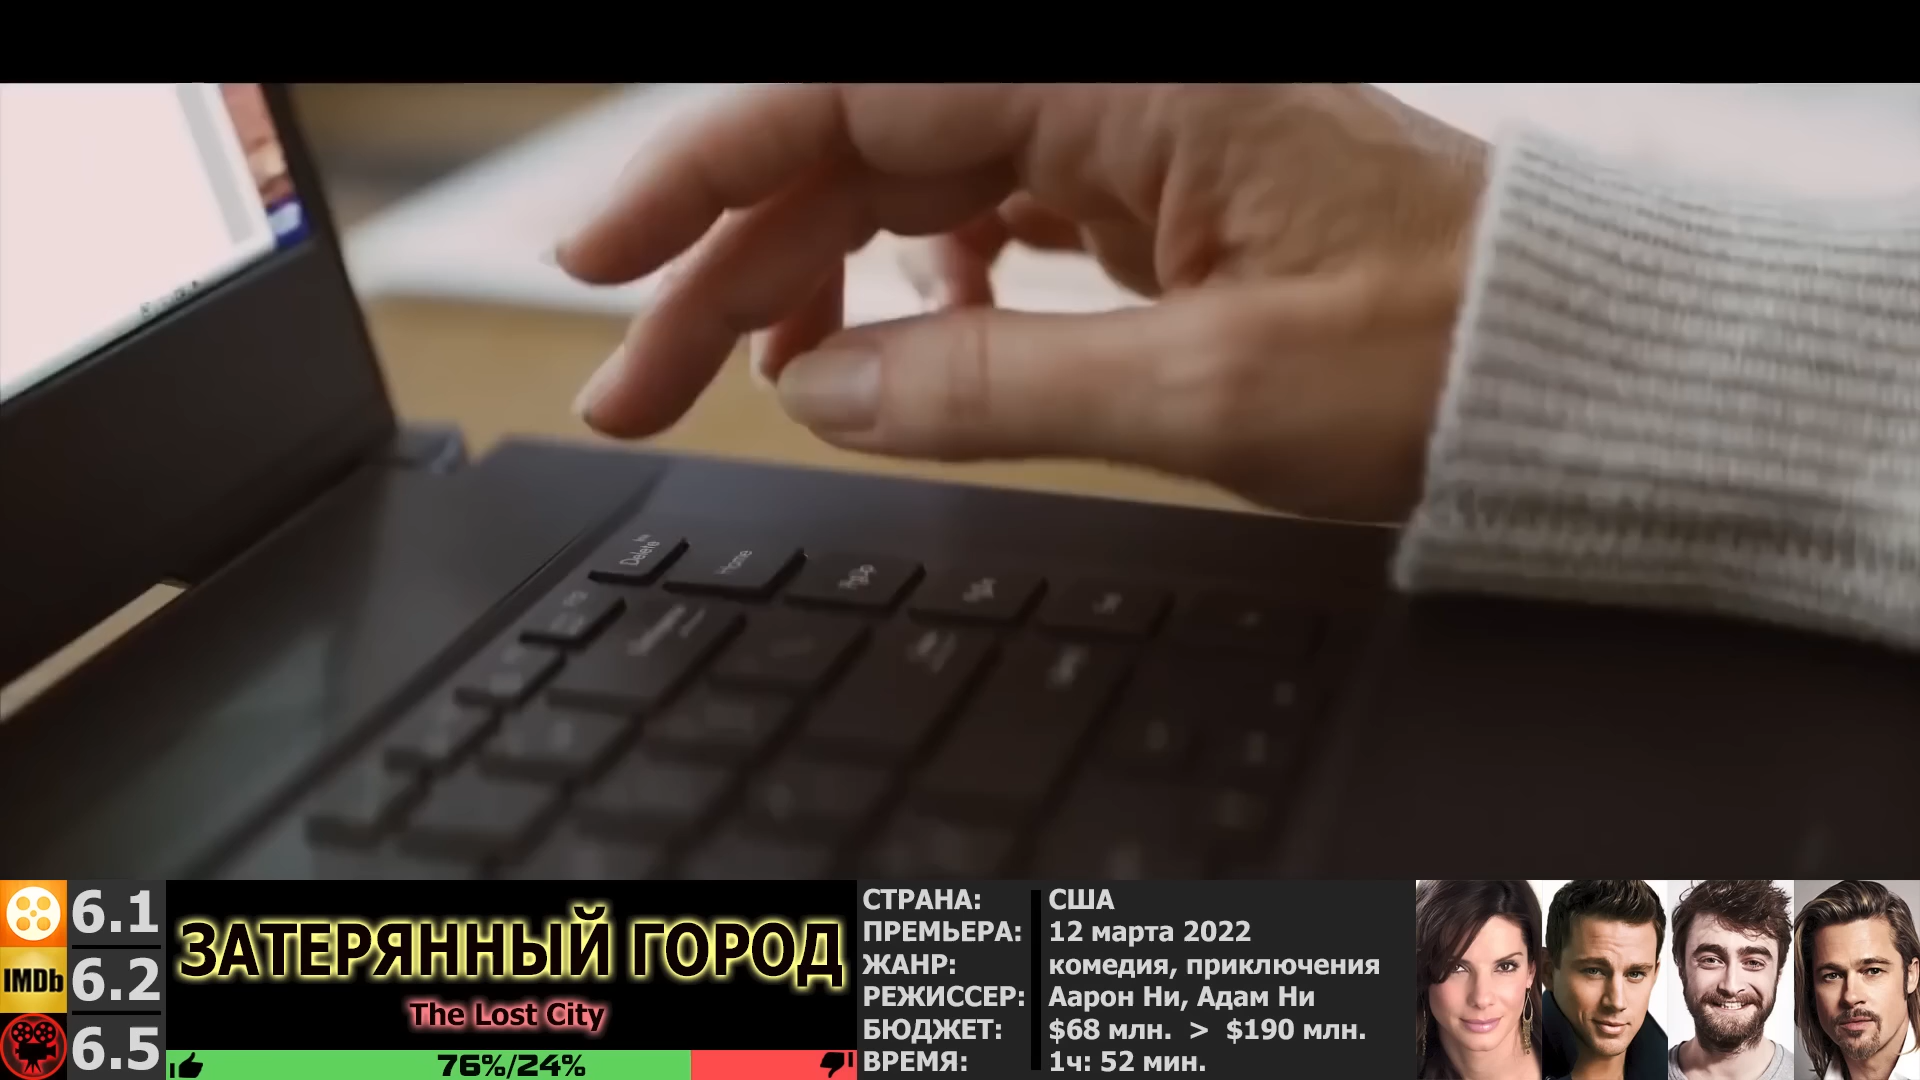 Delete
Home
PgUp
6.1
IMDb
6.2
6.5
ЗАТЕРЯННЫЙ ГОРОД
The Lost City
76%/24%
СТРАНА: США
ПРЕМЬЕРА: 12 марта 2022
ЖАНР: комедия, приключения
РЕЖИССЕР: Аарон Ни, Адам Ни
БЮДЖЕТ: $68 млн. > $190 млн.
ВРЕМЯ: 1ч: 52 мин.